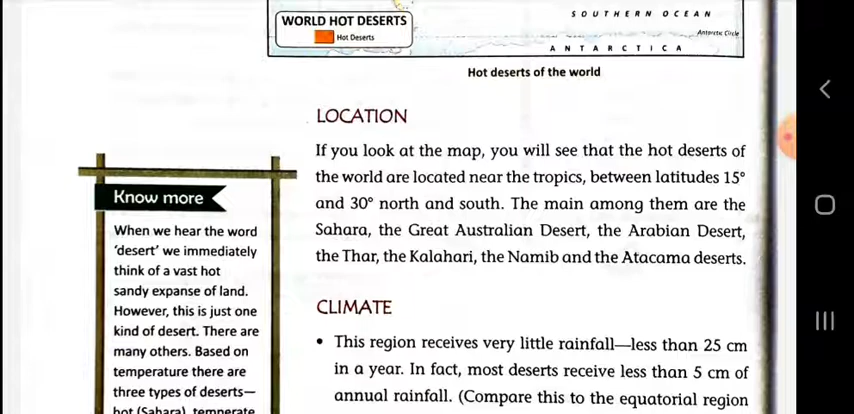 WORLD HOT DESERTS
Hot Deserts
SOUTHERN OCEAN
Antarctic Circle
ANTARCTICA
Hot deserts of the world
LOCATION
If you look at the map, you will see that the hot deserts of
the world are located near the tropics, between latitudes 15°
and 30° north and south. The main among them are the
Sahara, the Great Australian Desert, the Arabian Desert,
the Thar, the Kalahari, the Namib and the Atacama deserts.
CLIMATE
• This region receives very little rainfall—less than 25 cm
in a year. In fact, most deserts receive less than 5 cm of
annual rainfall. (Compare this to the equatorial region
Know more
When we hear the word
‘desert’ we immediately
think of a vast hot
sandy expanse of land.
However, this is just one
kind of desert. There are
many others. Based on
temperature there are
three types of deserts—
hot (Sahara), temperate